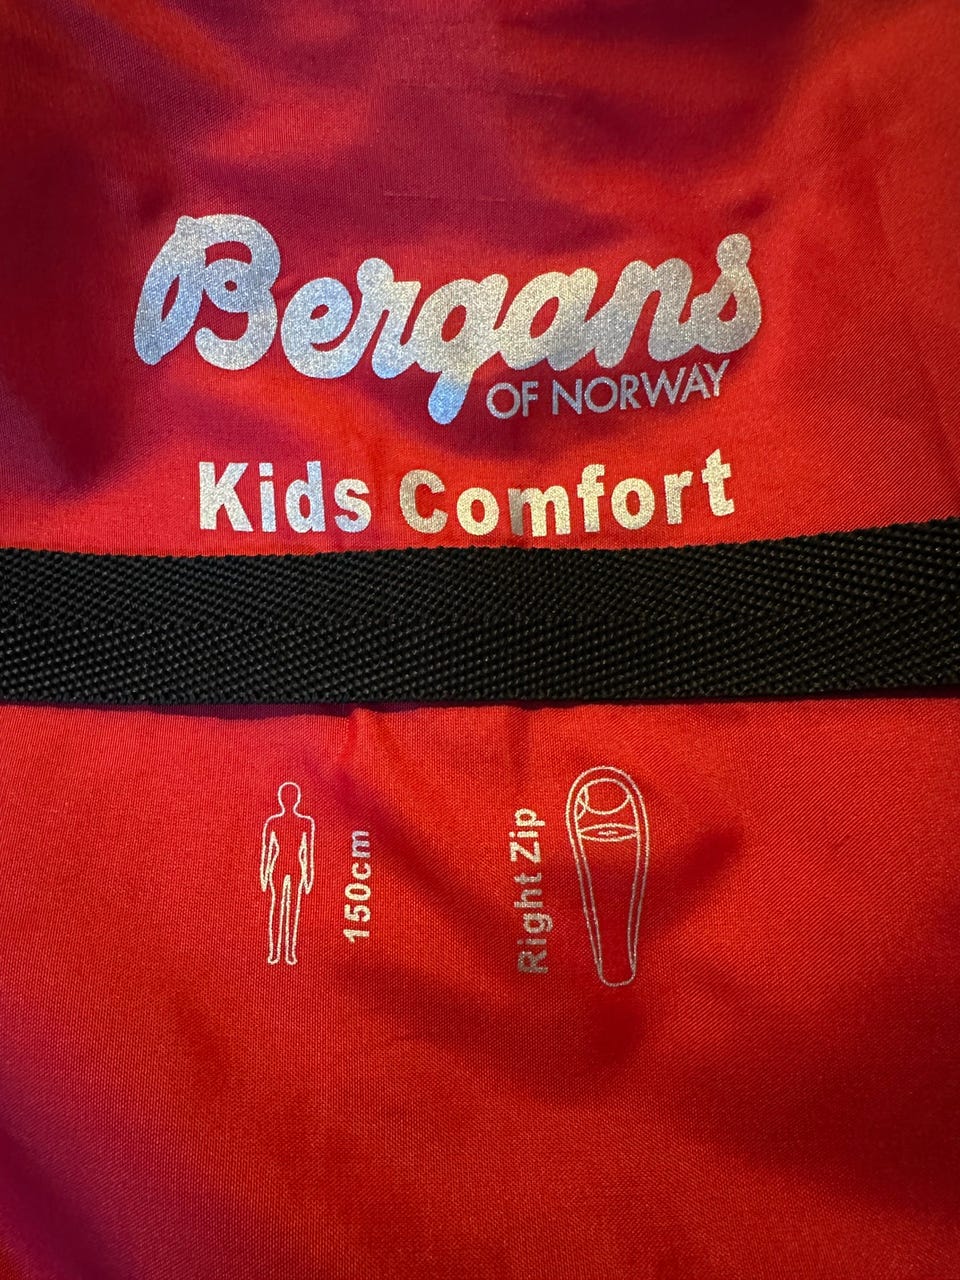 Bergans
OF NORWAY
Kids Comfort
150cm
Right Zip